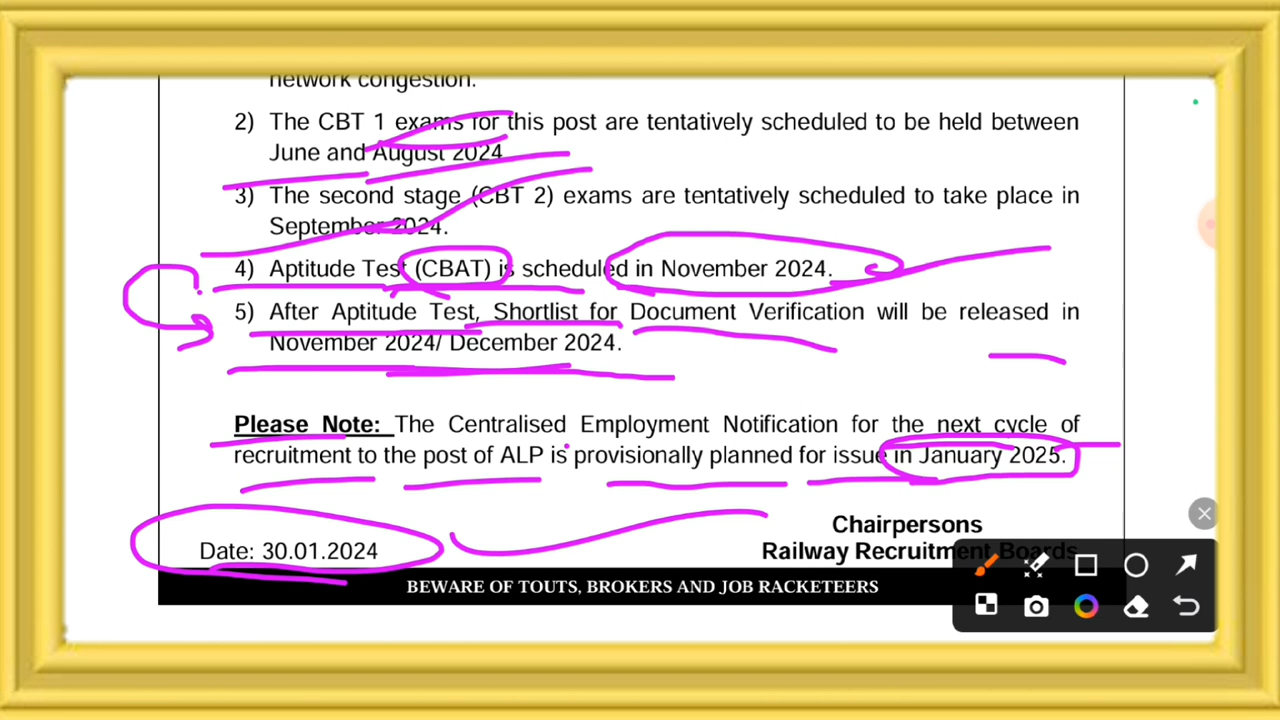 network congestion.
2) The CBT 1 exams for this post are tentatively scheduled to be held between
June and August 2024
3) The second stage (CBT 2) exams are tentatively scheduled to take place in
September 2024.
4) Aptitude Test (CBAT) is scheduled in November 2024.
5) After Aptitude Test, Shortlist for Document Verification will be released in
November 2024/ December 2024.
Please Note: The Centralised Employment Notification for the next cycle of
recruitment to the post of ALP is provisionally planned for issue in January 2025.
Chairpersons
Date: 30.01.2024
Railway Recruitment Boards
BEWARE OF TOUTS, BROKERS AND JOB RACKETEERS